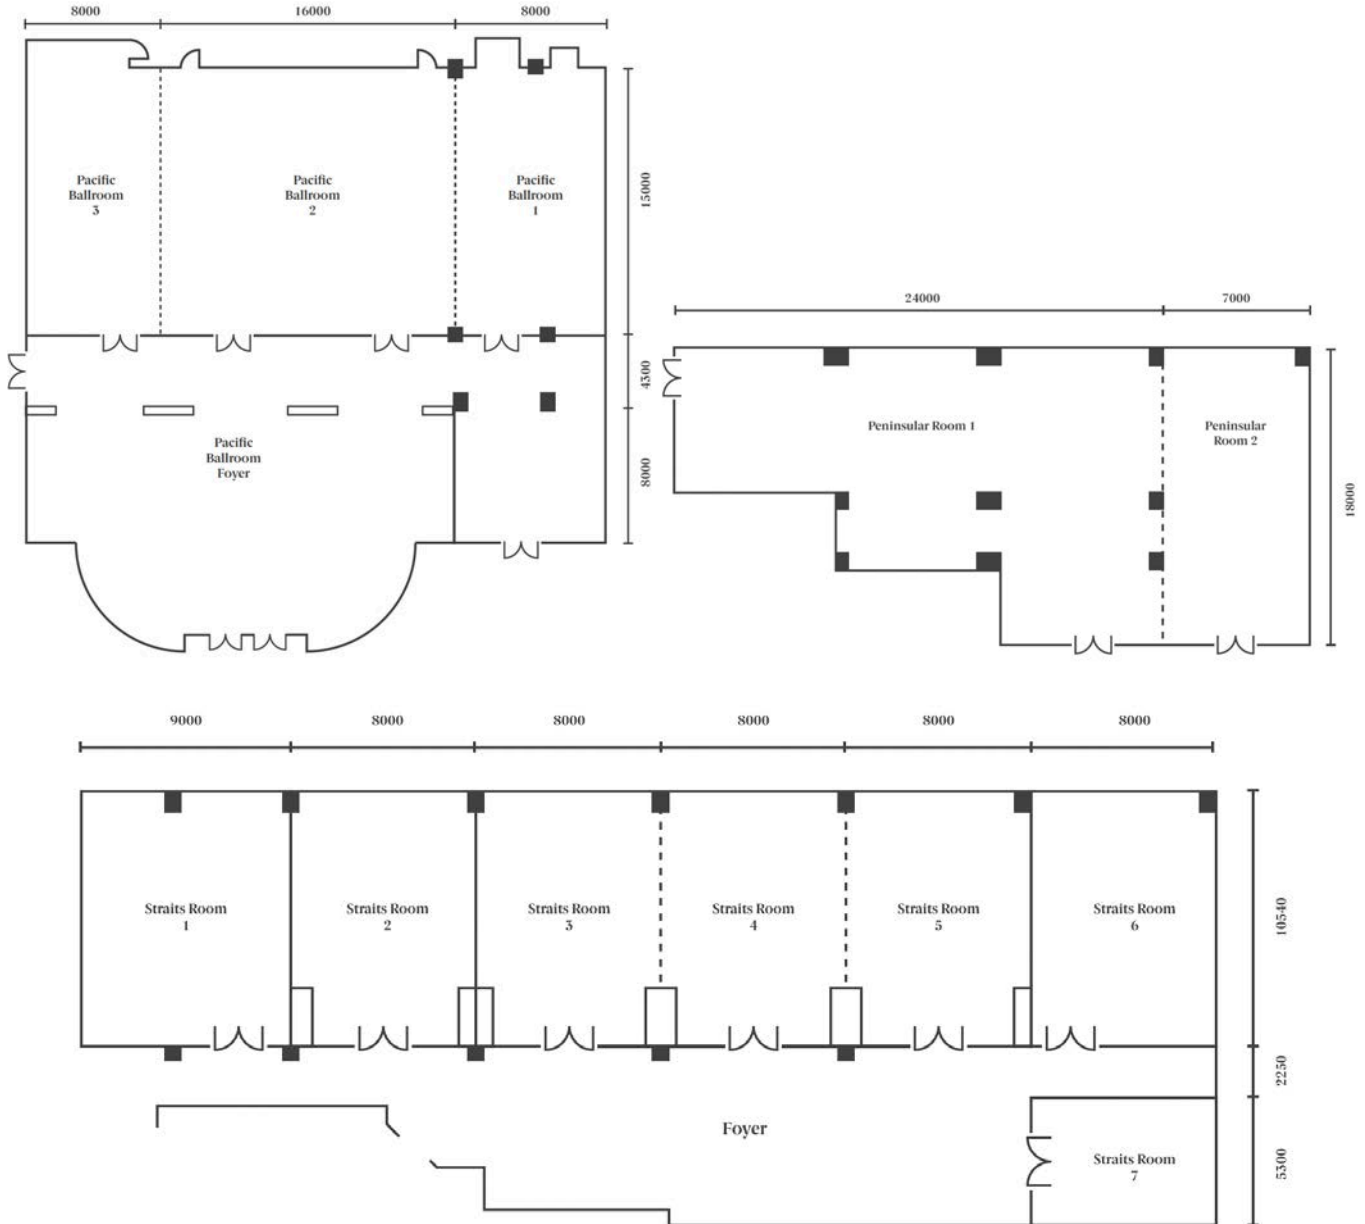 8000 16000 8000
Pacific
Ballroom
3
Pacific
Ballroom
2
Pacific
Ballroom
1
15000
4300
8000
Pacific
Ballroom
Foyer
24000 7000
Peninsular Room 1
Peninsular
Room 2
18000
9000 8000 8000 8000 8000 8000
Straits Room
1
Straits Room
2
Straits Room
3
Straits Room
4
Straits Room
5
Straits Room
6
10540
2250
5300
Foyer
Straits Room
7